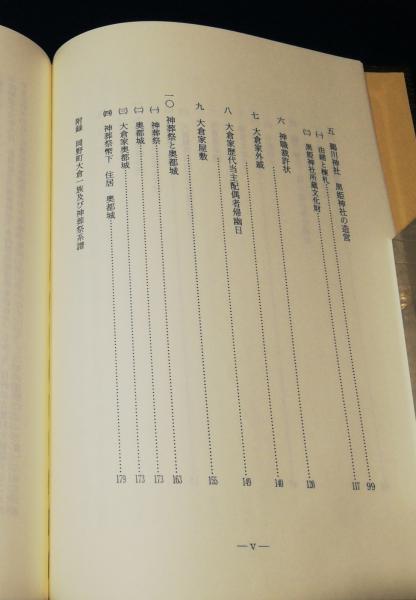 五 鵜川神社 黒姫神社の造営
㈠ 由緒と棟札……99
㈡ 黒姫神社所蔵文化財……117
六 神職裁許状……126
七 大倉家外戚……140
八 大倉家歴代当主配偶者帰幽日……149
九 大倉家屋敷……155
一〇 神葬祭と奥都城
㈠ 神葬祭……163
㈡ 奥都城……173
㈢ 大倉家奥都城……173
㈣ 神葬祭幣下 住居 奥都城……179
附録 岡野町大倉一族及び神葬祭系譜
—V—